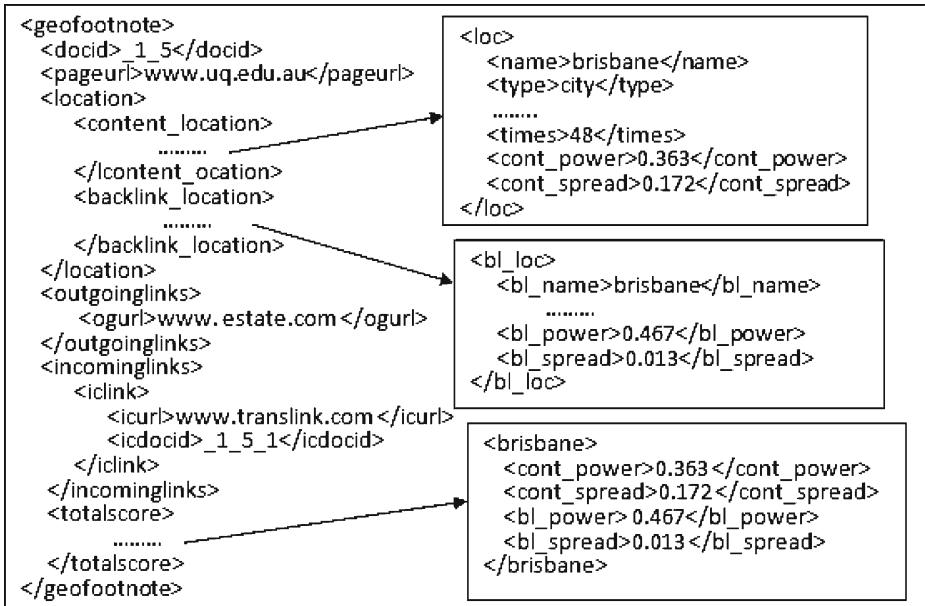 <geofootnote>
<docid>_1_5</docid>
<pageurl>www.uq.edu.au</pageurl>
<location>
<content_location>
.........
</lcontent_ocation>
<backlink_location>
.........
</backlink_location>
</location>
<outgoinglinks>
<ogurl>www. estate.com </ogurl>
</outgoinglinks>
<incominglinks>
<iclink>
<icurl>www.translink.com </icurl>
<icdocid>_1_5_1</icdocid>
</iclink>
</incominglinks>
<totalscore>
.........
</totalscore>
</geofootnote>
<loc>
<name>brisbane</name>
<type>city</type>
........
<times>48</times>
<cont_power>0.363</cont_power>
<cont_spread>0.172</cont_spread>
</loc>
<bl_loc>
<bl_name>brisbane</bl_name>
.........
<bl_power>0.467</bl_power>
<bl_spread>0.013</bl_spread>
</bl_loc>
<brisbane>
<cont_power>0.363 </cont_power>
<cont_spread>0.172 </cont_spread>
<bl_power> 0.467</bl_power>
<bl_spread>0.013 </bl_spread>
</brisbane>